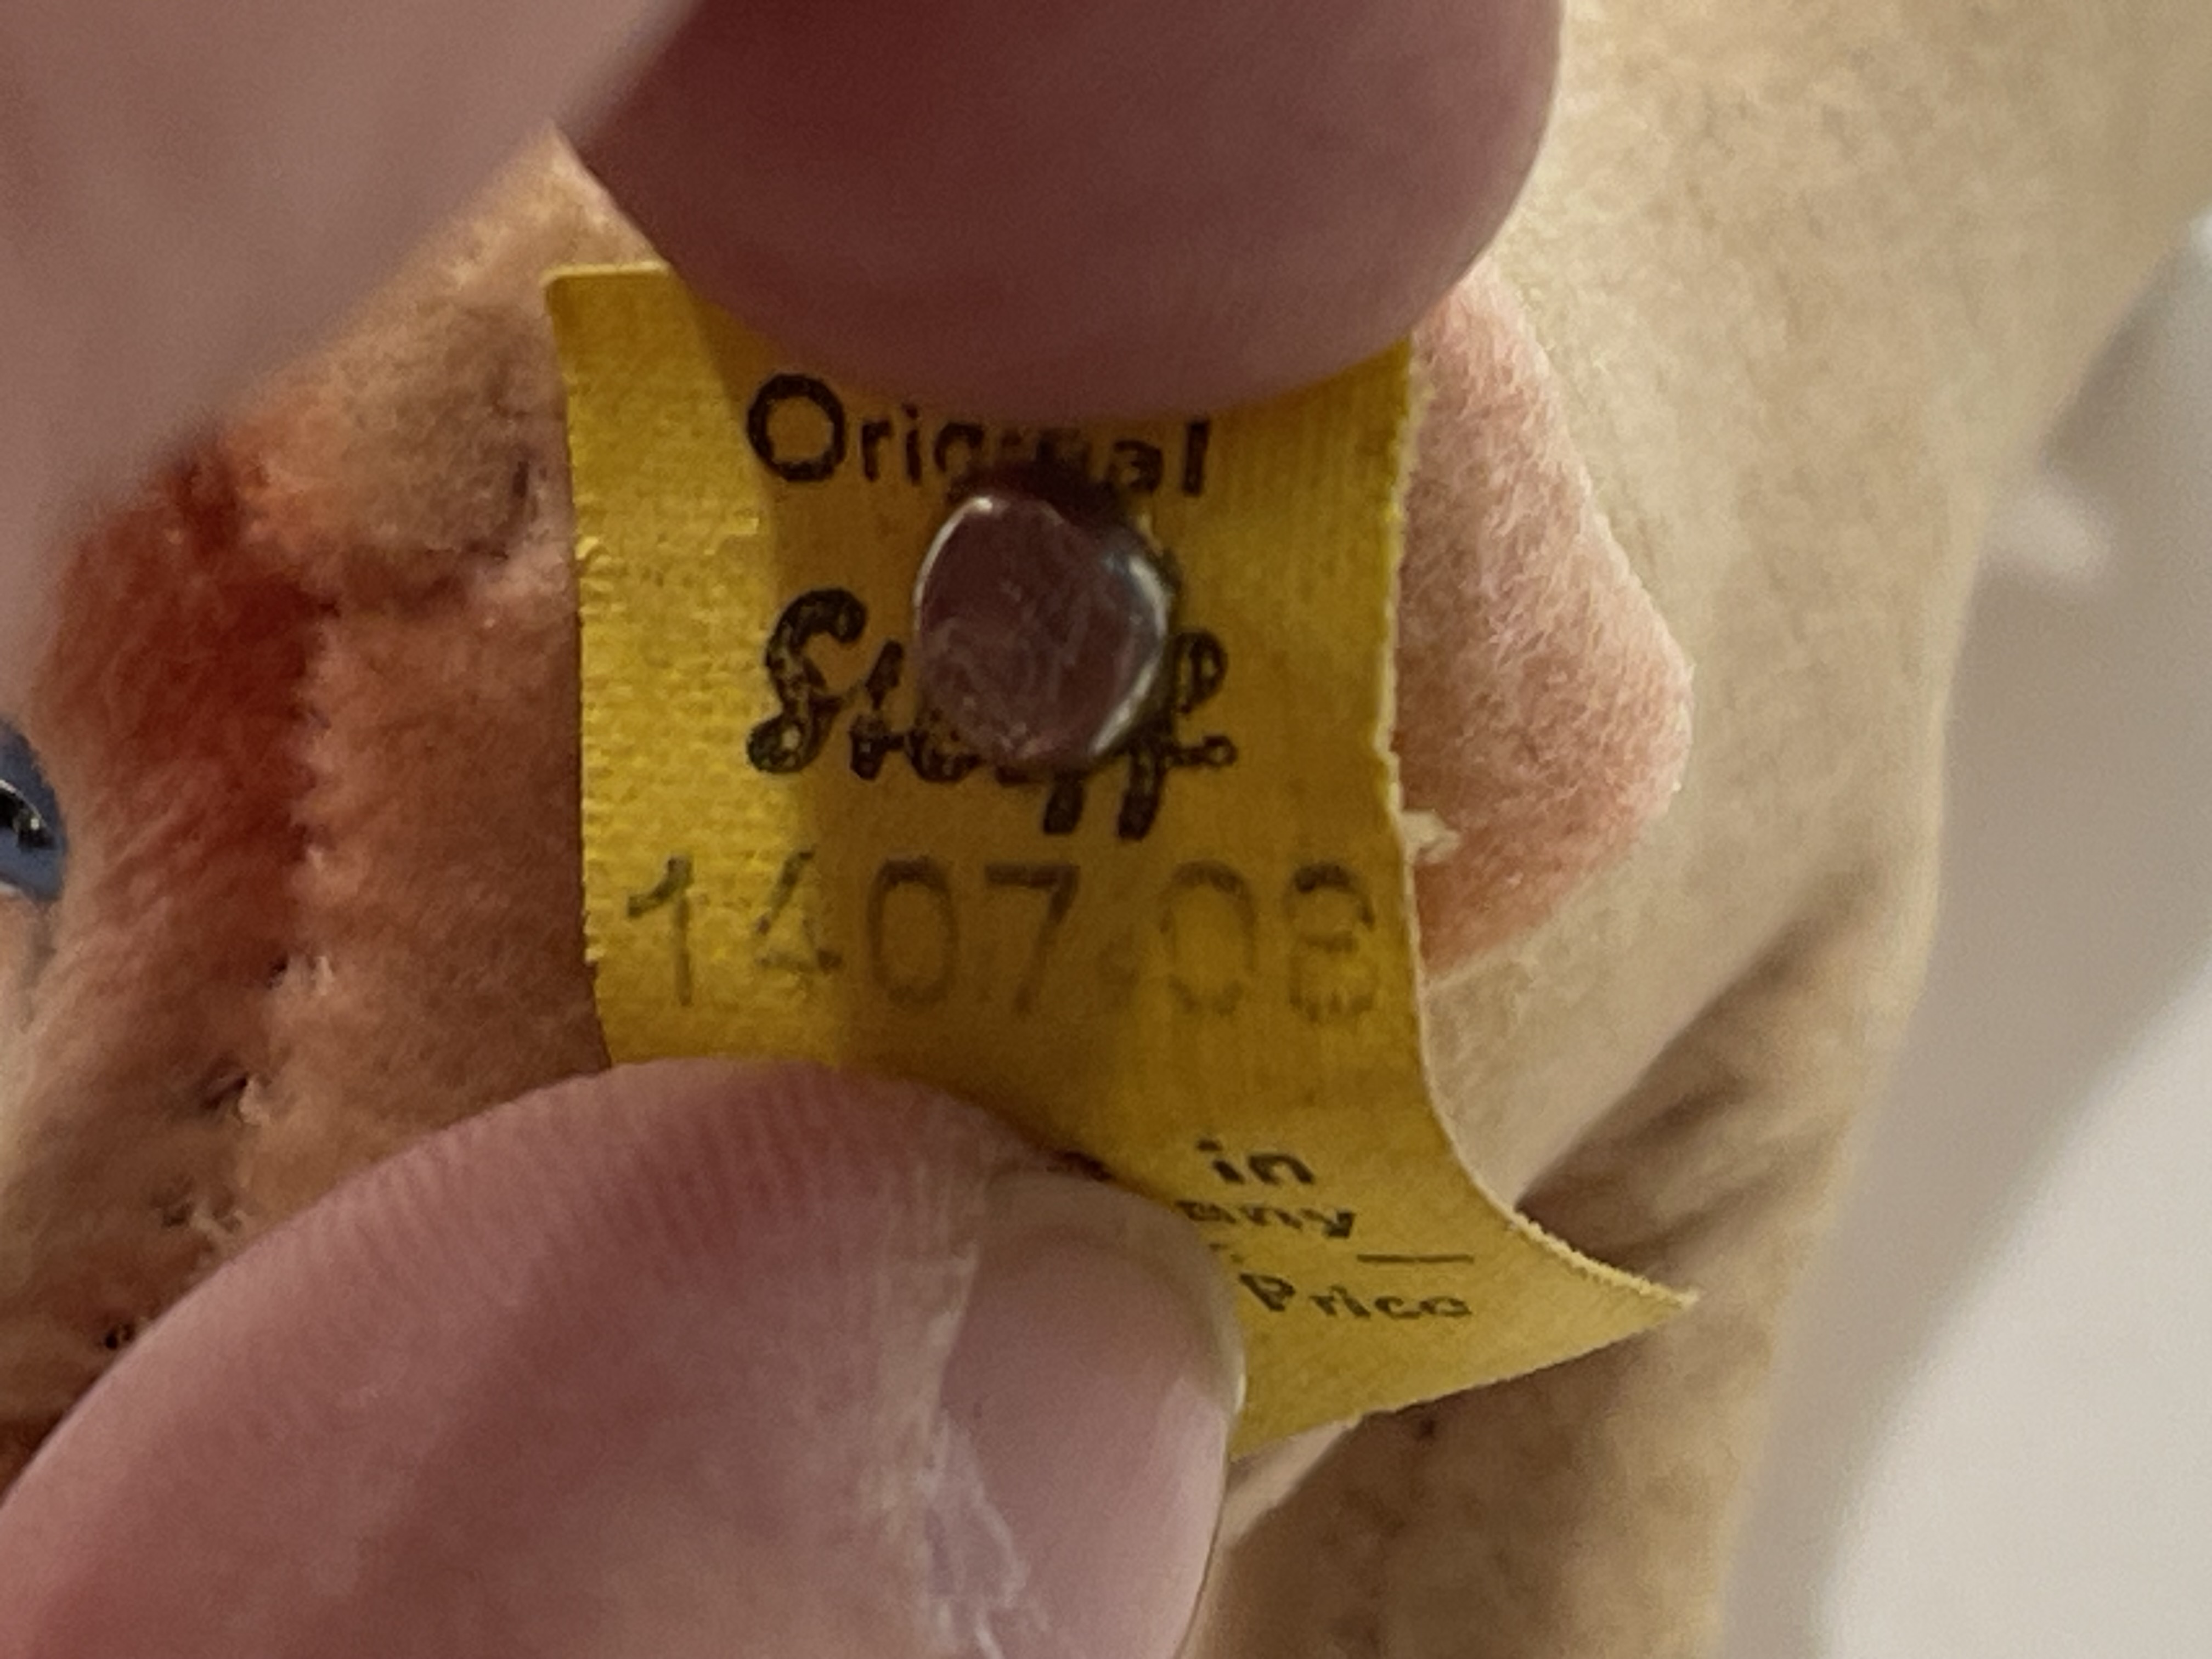 Original
Steiff
1407,08
in
Price